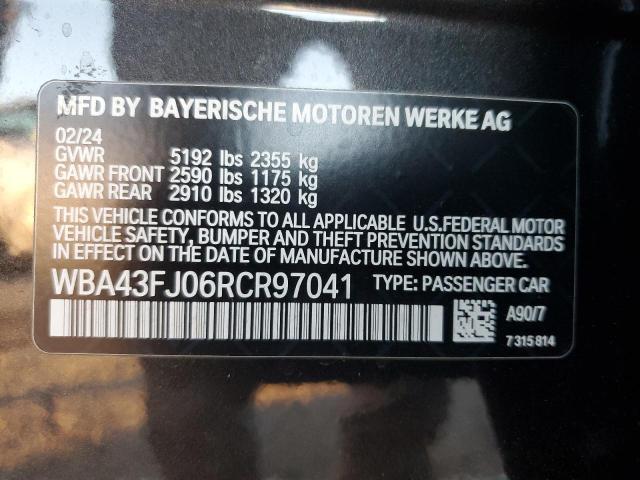 MFD BY BAYERISCHE MOTOREN WERKE AG
02/24
GVWR 5192 lbs 2355 kg
GAWR FRONT 2590 lbs 1175 kg
GAWR REAR 2910 lbs 1320 kg
THIS VEHICLE CONFORMS TO ALL APPLICABLE U.S.FEDERAL MOTOR
VEHICLE SAFETY, BUMPER AND THEFT PREVENTION STANDARDS
IN EFFECT ON THE DATE OF MANUFACTURE SHOWN ABOVE.
WBA43FJ06RCR97041 TYPE: PASSENGER CAR
A90/7
7 315 814